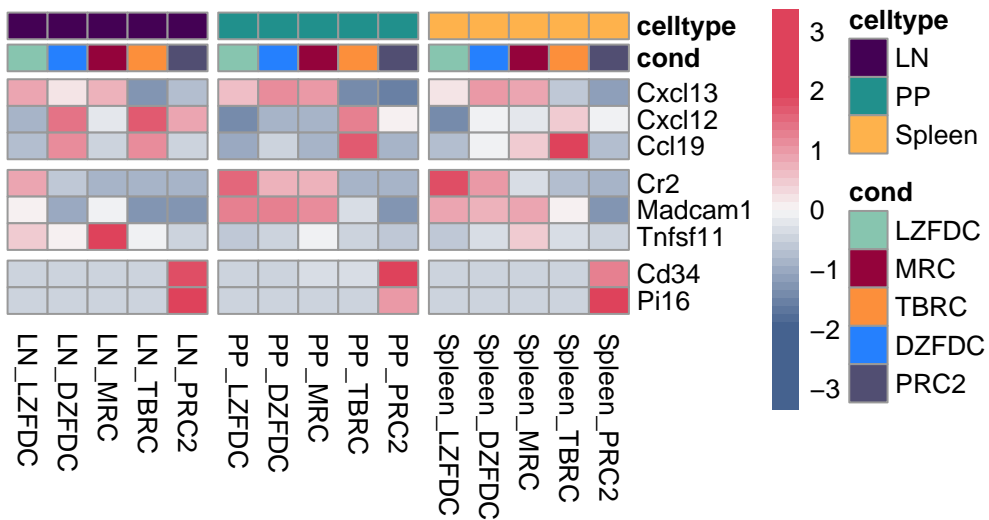 celltype
cond
Cxcl13
Cxcl12
Ccl19
Cr2
Madcam1
Tnfsf11
Cd34
Pi16
LN_LZFDC
LN_DZFDC
LN_MRC
LN_TBRC
LN_PRC2
PP_LZFDC
PP_DZFDC
PP_MRC
PP_TBRC
PP_PRC2
Spleen_LZFDC
Spleen_DZFDC
Spleen_MRC
Spleen_TBRC
Spleen_PRC2
3
2
1
0
−1
−2
−3
celltype
LN
PP
Spleen
cond
LZFDC
MRC
TBRC
DZFDC
PRC2